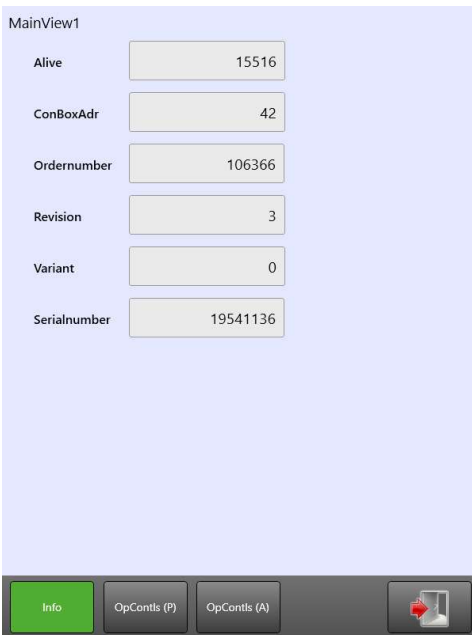 MainView1
Alive 15516
ConBoxAdr 42
Ordernumber 106366
Revision 3
Variant 0
Serialnumber 19541136
Info OpContls (P) OpContls (A)